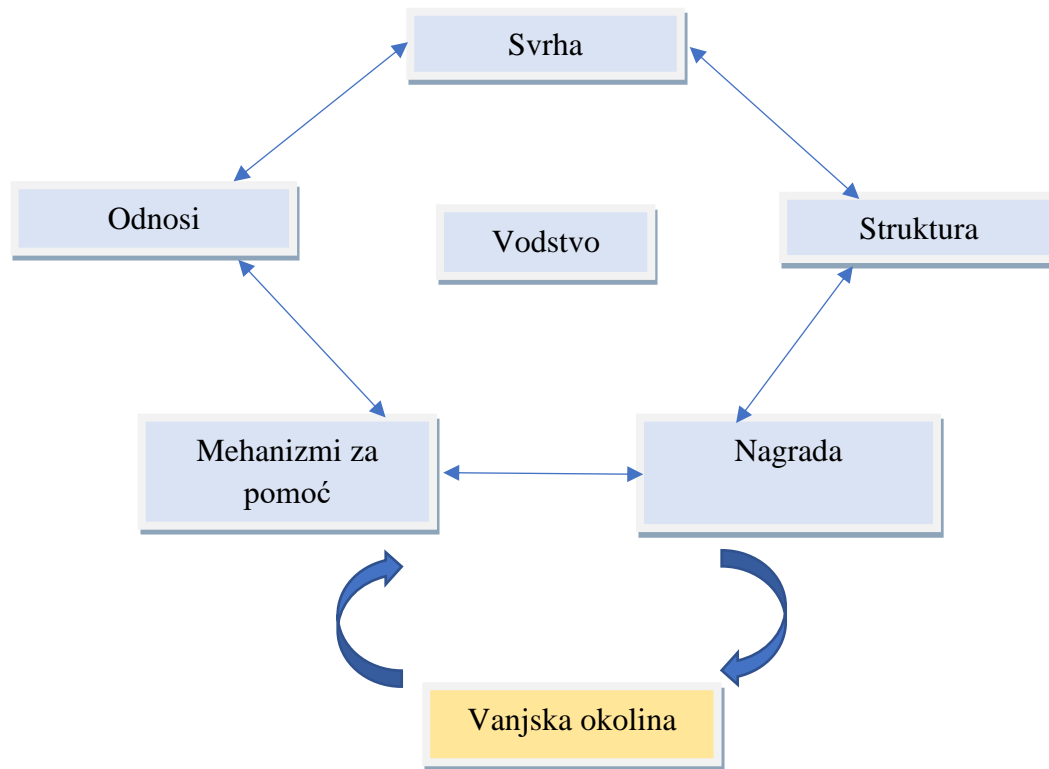 Svrha
Odnosi
Vodstvo
Struktura
Mehanizmi za
pomoć
Nagrada
Vanjska okolina